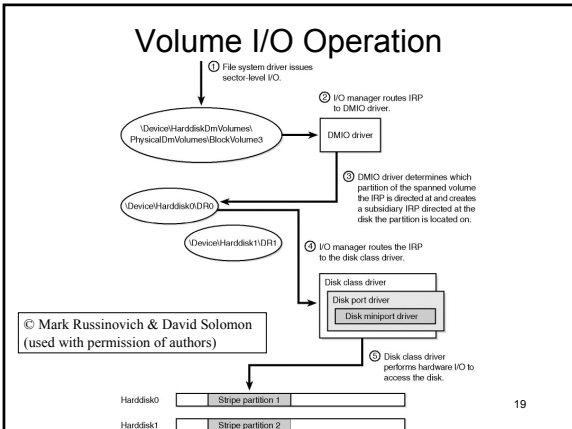 Volume I/O Operation
① File system driver issues
sector-level I/O.
\Device\HarddiskDmVolumes\
PhysicalDmVolumes\BlockVolume3
② I/O manager routes IRP
to DMIO driver.
DMIO driver
③ DMIO driver determines which
partition of the spanned volume
the IRP is directed at and creates
a subsidiary IRP directed at the
disk the partition is located on.
\Device\Harddisk0\DR0
\Device\Harddisk1\DR1
④ I/O manager routes the IRP
to the disk class driver.
Disk class driver
Disk port driver
Disk miniport driver
© Mark Russinovich & David Solomon
(used with permission of authors)
⑤ Disk class driver
performs hardware I/O to
access the disk.
Harddisk0
Stripe partition 1
19
Harddisk1
Stripe partition 2